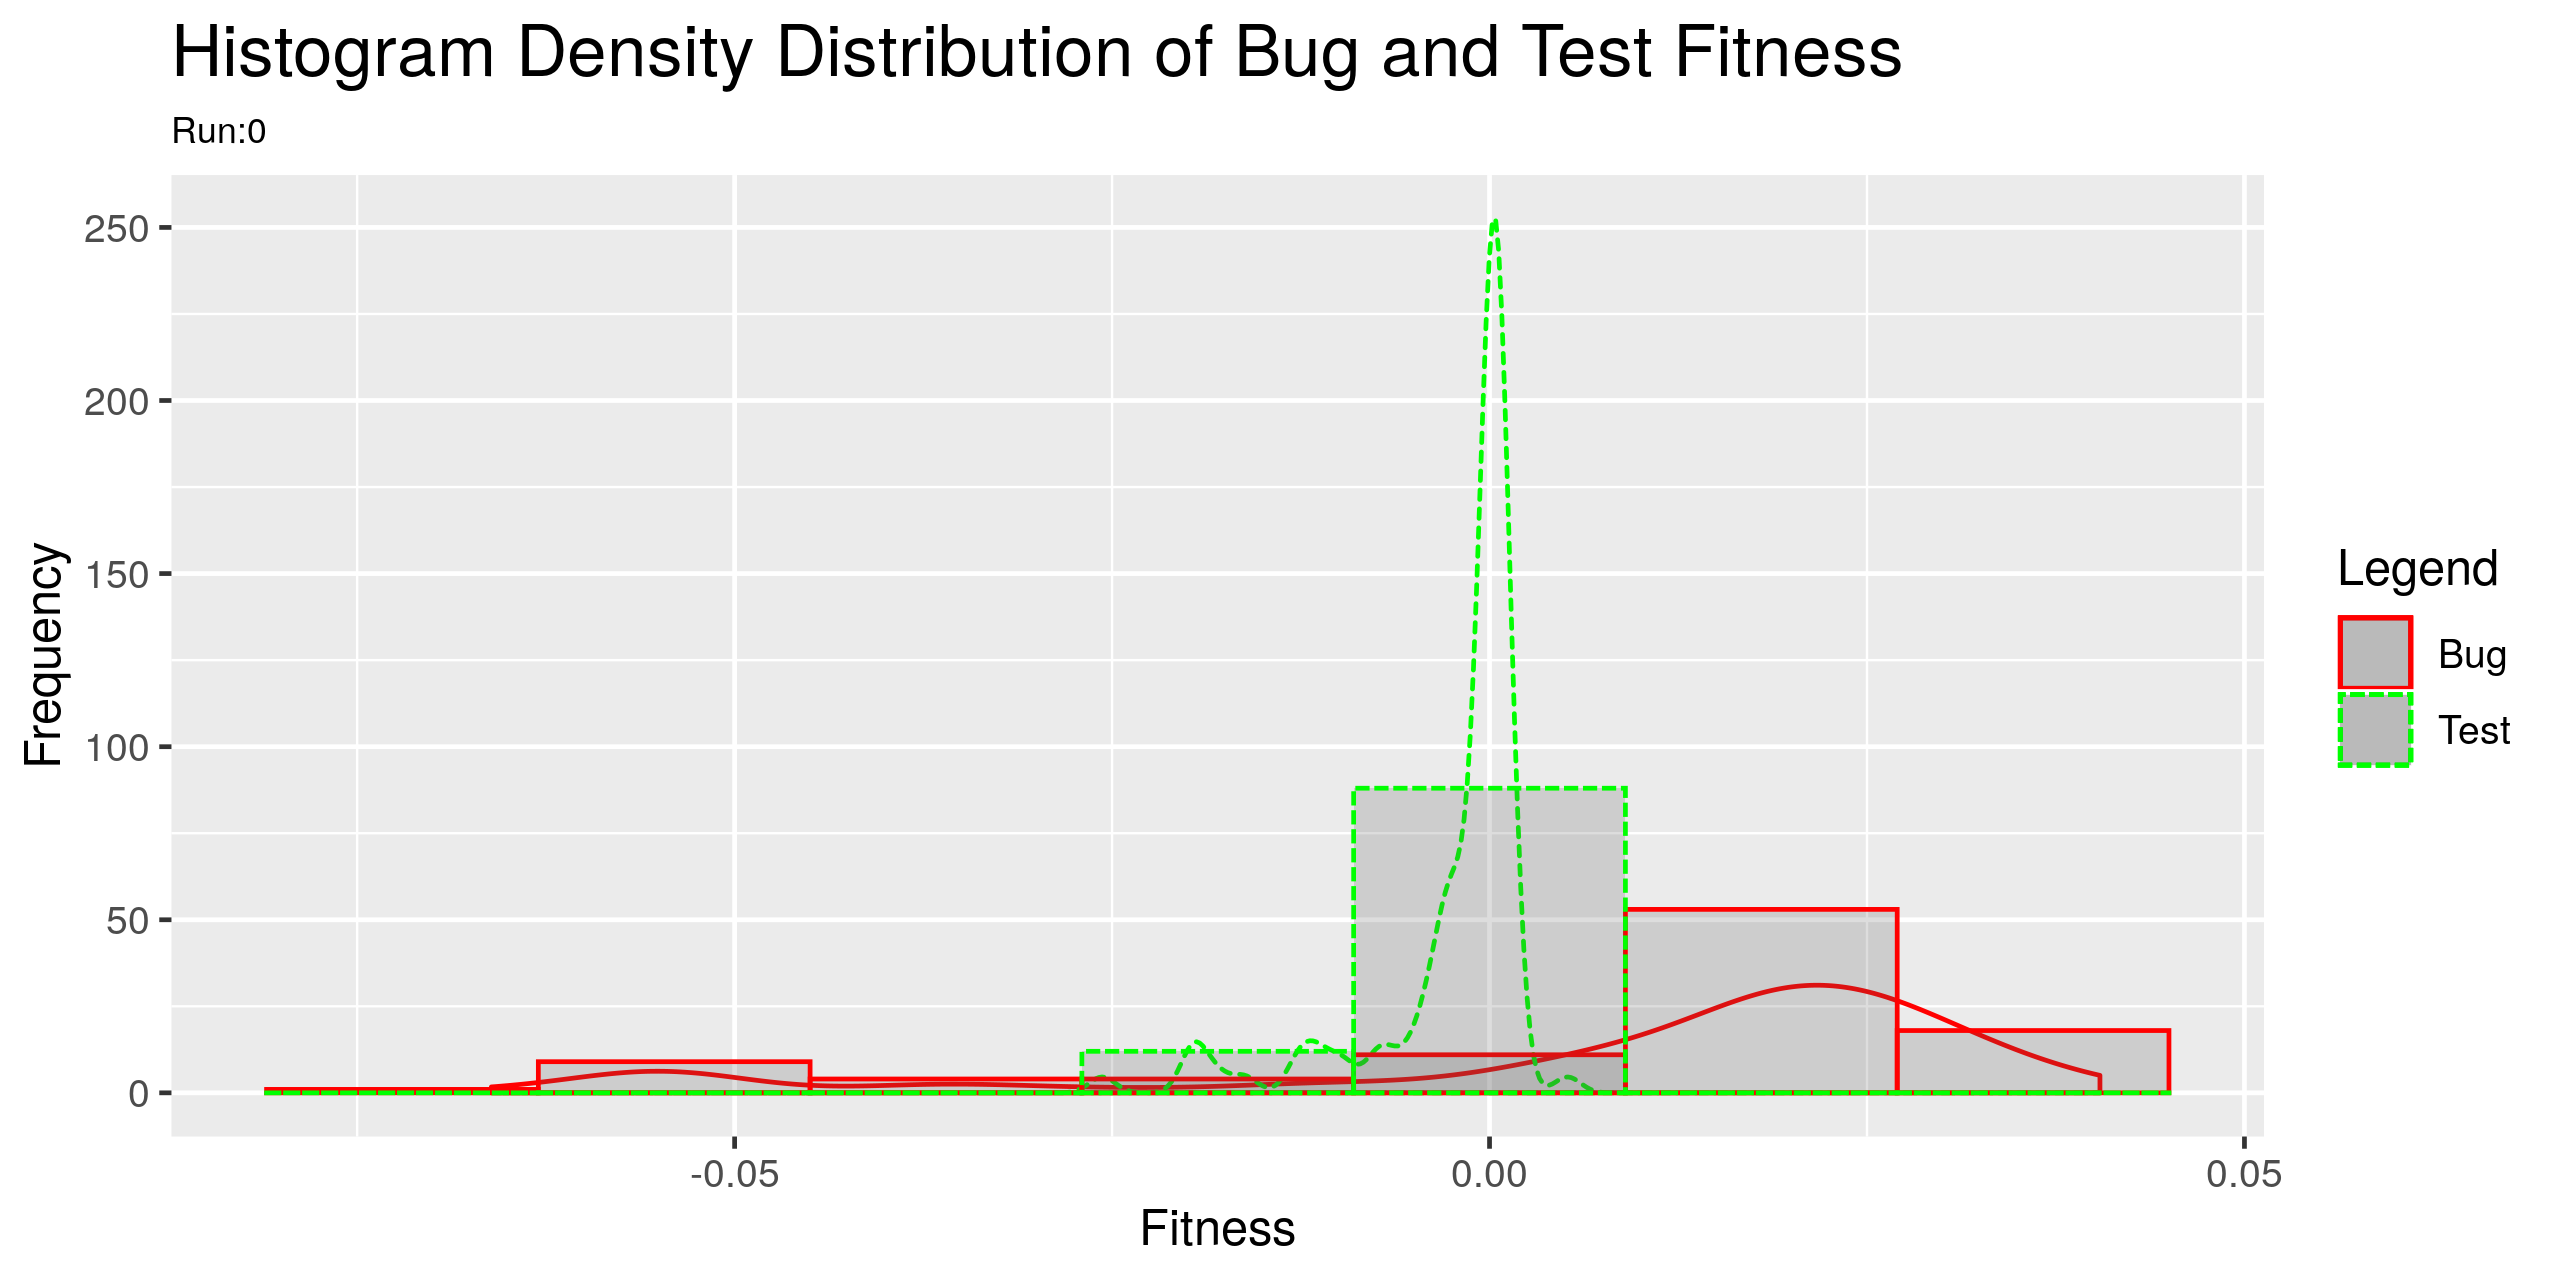 Histogram Density Distribution of Bug and Test Fitness
Run:0
250
200
150
100
50
0
Frequency
-0.05
0.00
0.05
Fitness
Legend
Bug
Test